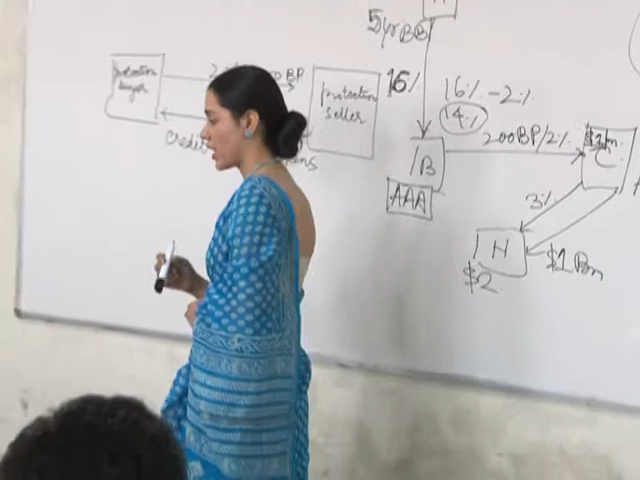 protection
buyer
Credit
protection
seller
5yr BB
16%
16% - 2%
14%
200BP/2%
B
AAA
C
3%
H
$2
$1 Bn